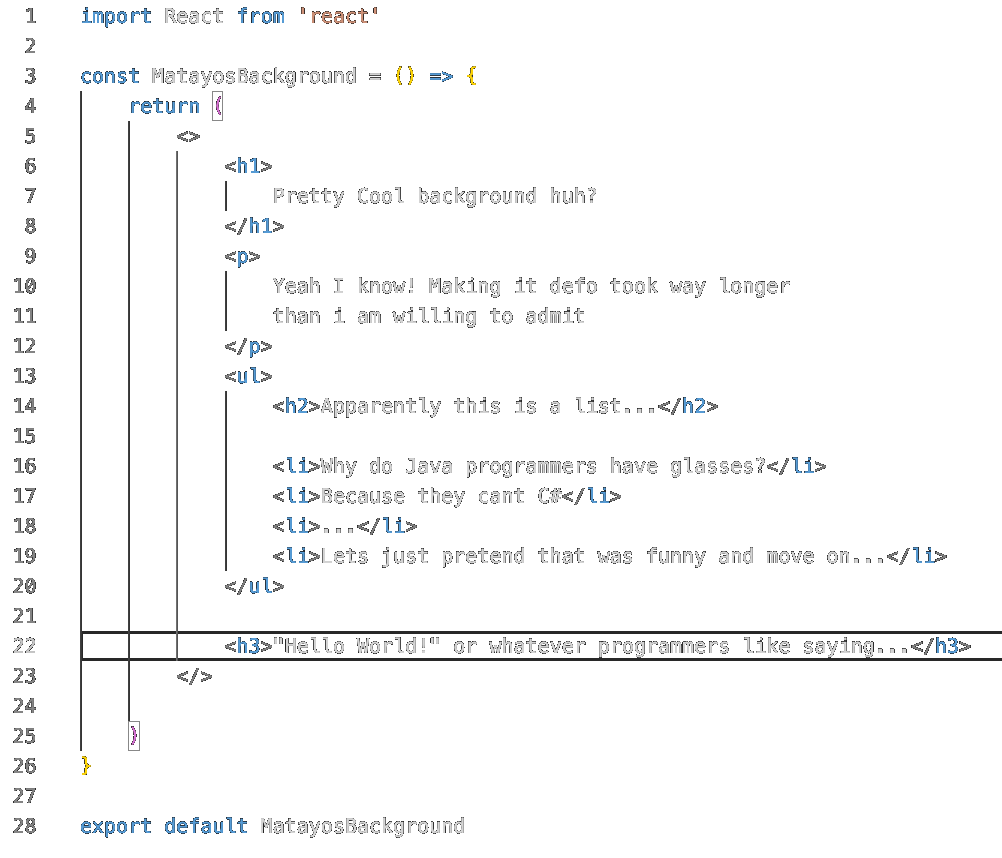 1 import React from 'react'
2
3 const MatayosBackground = () => {
4 return (
5 <>
6 <h1>
7 Pretty Cool background huh?
8 </h1>
9 <p>
10 Yeah I know! Making it defo took way longer
11 than i am willing to admit
12 </p>
13 <ul>
14 <h2>Apparently this is a list...</h2>
15
16 <li>Why do Java programmers have glasses?</li>
17 <li>Because they cant C#</li>
18 <li>...</li>
19 <li>Lets just pretend that was funny and move on...</li>
20 </ul>
21
22 <h3>"Hello World!" or whatever programmers like saying...</h3>
23 </>
24
25 )
26 }
27
28 export default MatayosBackground